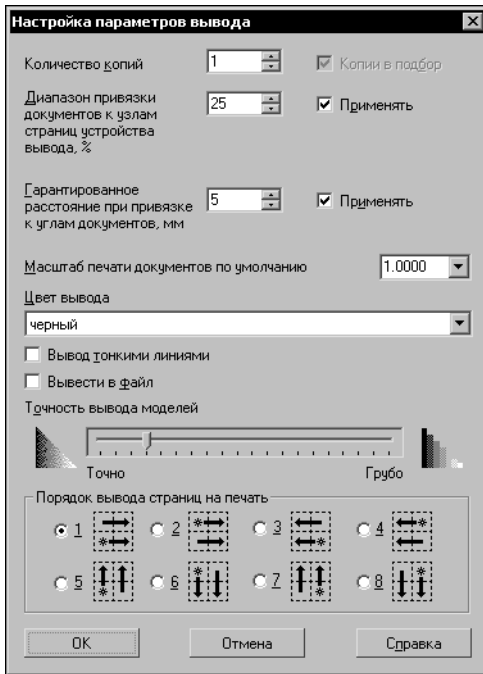 Настройка параметров вывода
Количество копий 1 Копии в подбор
Диапазон привязки
документов к узлам
страниц устройства
вывода, %
25 Применять
Гарантированное
расстояние при привязке
к углам документов, мм
5 Применять
Масштаб печати документов по умолчанию 1.0000
Цвет вывода
черный
Вывод тонкими линиями
Вывести в файл
Точность вывода моделей
Точно Грубо
Порядок вывода страниц на печать
1 2 3 4
5 6 7 8
OK Отмена Справка